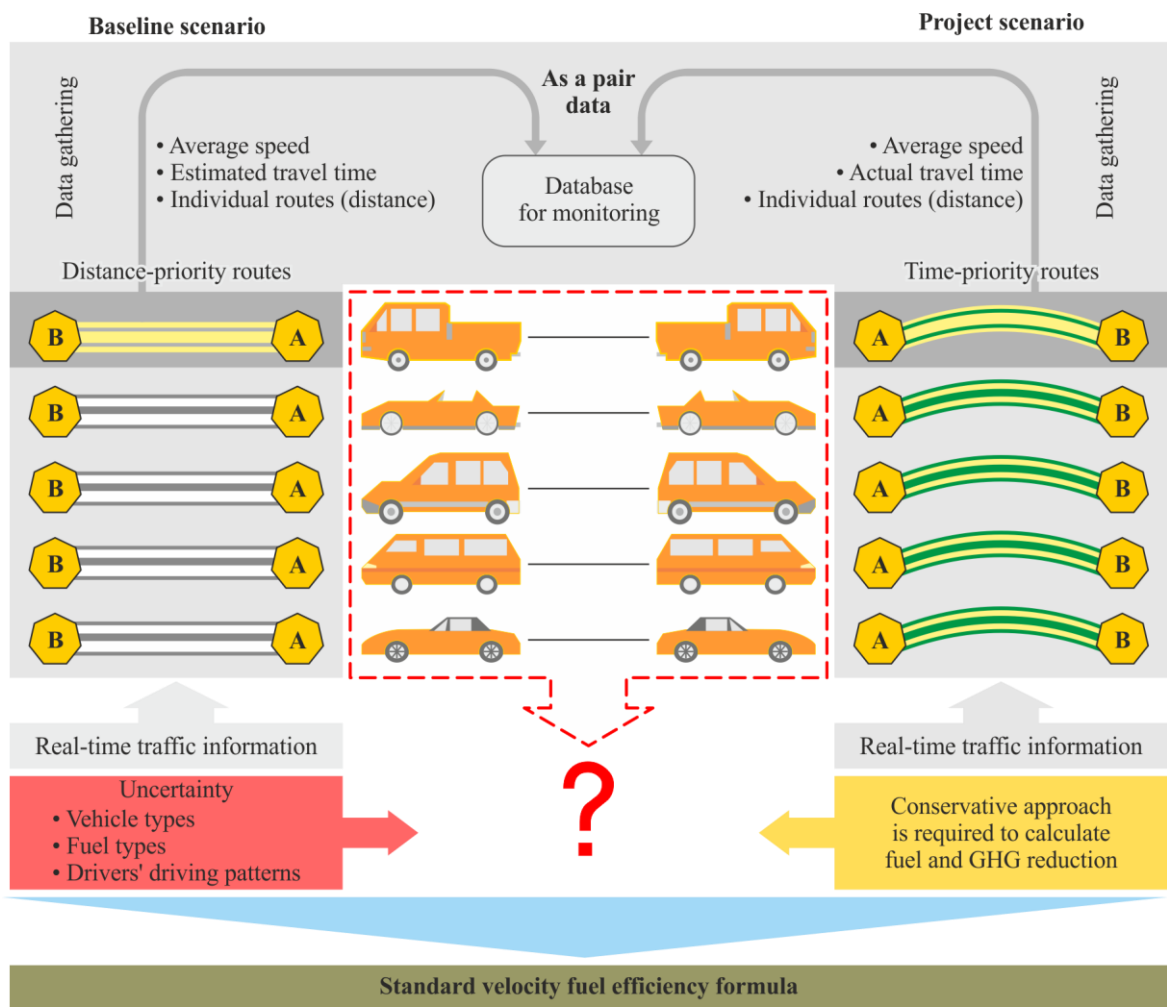 Baseline scenario
Project scenario
Data gathering
As a pair
data
Data gathering
• Average speed
• Estimated travel time
• Individual routes (distance)
• Average speed
• Actual travel time
• Individual routes (distance)
Database
for monitoring
Distance-priority routes
Time-priority routes
B
A
A
B
B
A
A
B
B
A
A
B
B
A
A
B
B
A
A
B
Real-time traffic information
Real-time traffic information
Uncertainty
• Vehicle types
• Fuel types
• Drivers' driving patterns
?
Conservative approach
is required to calculate
fuel and GHG reduction
Standard velocity fuel efficiency formula